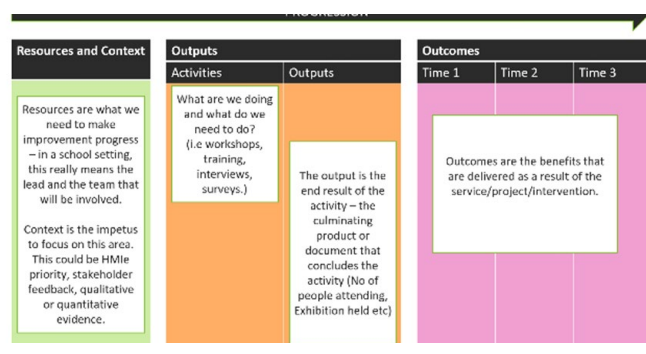 PROGRESSION
Resources and Context
Resources are what we
need to make
improvement progress
– in a school setting,
this really means the
lead and the team that
will be involved.
Context is the impetus
to focus on this area.
This could be HMIe
priority, stakeholder
feedback, qualitative
or quantitative
evidence.
Outputs
Activities
What are we doing
and what do we
need to do?
(i.e workshops,
training,
interviews,
surveys.)
Outputs
The output is the
end result of the
activity – the
culminating
product or
document that
concludes the
activity (No of
people attending,
Exhibition held etc)
Outcomes
Time 1
Time 2
Time 3
Outcomes are the benefits that
are delivered as a result of the
service/project/intervention.